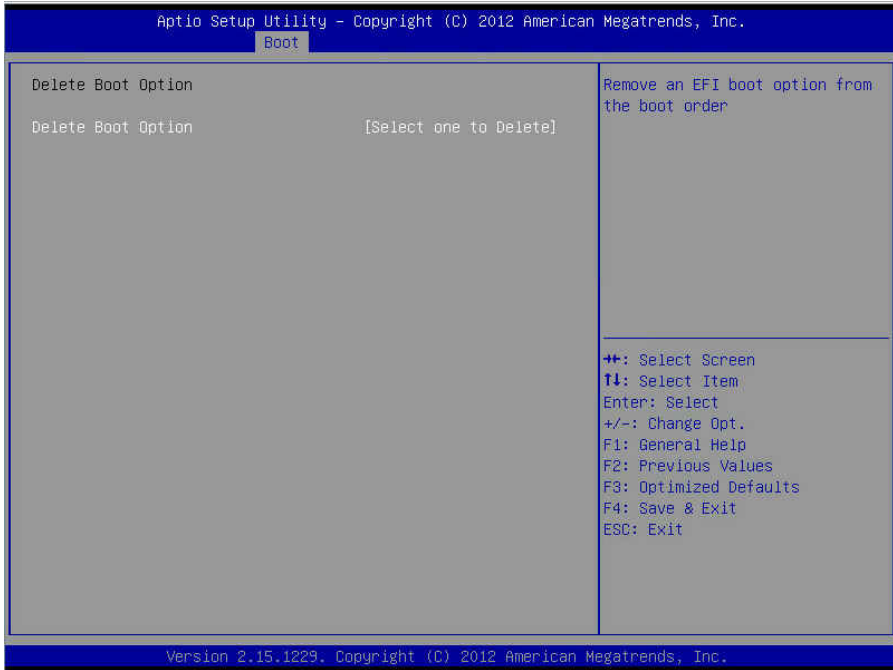 Aptio Setup Utility – Copyright (C) 2012 American Megatrends, Inc.
Boot
Delete Boot Option
Delete Boot Option [Select one to Delete]
Remove an EFI boot option from
the boot order
→←: Select Screen
↑↓: Select Item
Enter: Select
+/-: Change Opt.
F1: General Help
F2: Previous Values
F3: Optimized Defaults
F4: Save & Exit
ESC: Exit
Version 2.15.1229. Copyright (C) 2012 American Megatrends, Inc.